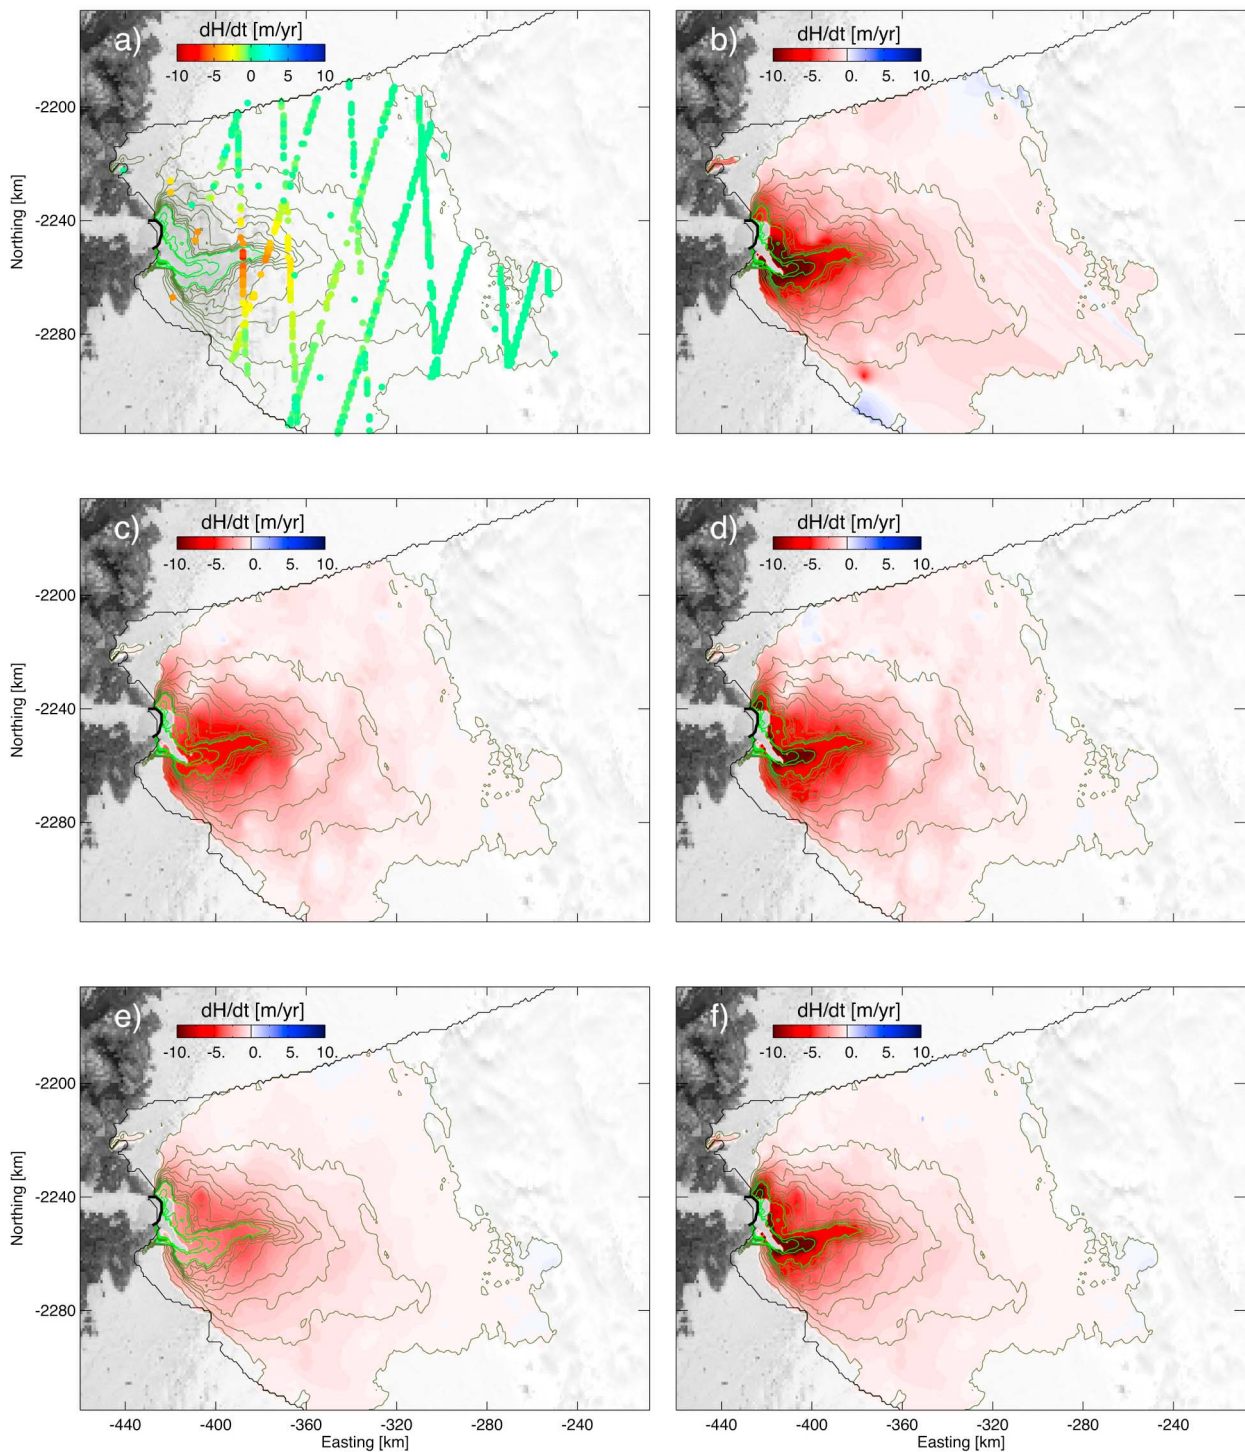 a) dH/dt [m/yr]
-10 -5 0 5 10
b) dH/dt [m/yr]
-10. -5. 0. 5. 10.
Northing [km]
-2200
-2240
-2280
c) dH/dt [m/yr]
-10. -5. 0. 5. 10.
d) dH/dt [m/yr]
-10. -5. 0. 5. 10.
Northing [km]
-2200
-2240
-2280
e) dH/dt [m/yr]
-10. -5. 0. 5. 10.
f) dH/dt [m/yr]
-10. -5. 0. 5. 10.
Northing [km]
-2200
-2240
-2280
-440 -400 -360 -320 -280 -240
Easting [km]
-440 -400 -360 -320 -280 -240
Easting [km]